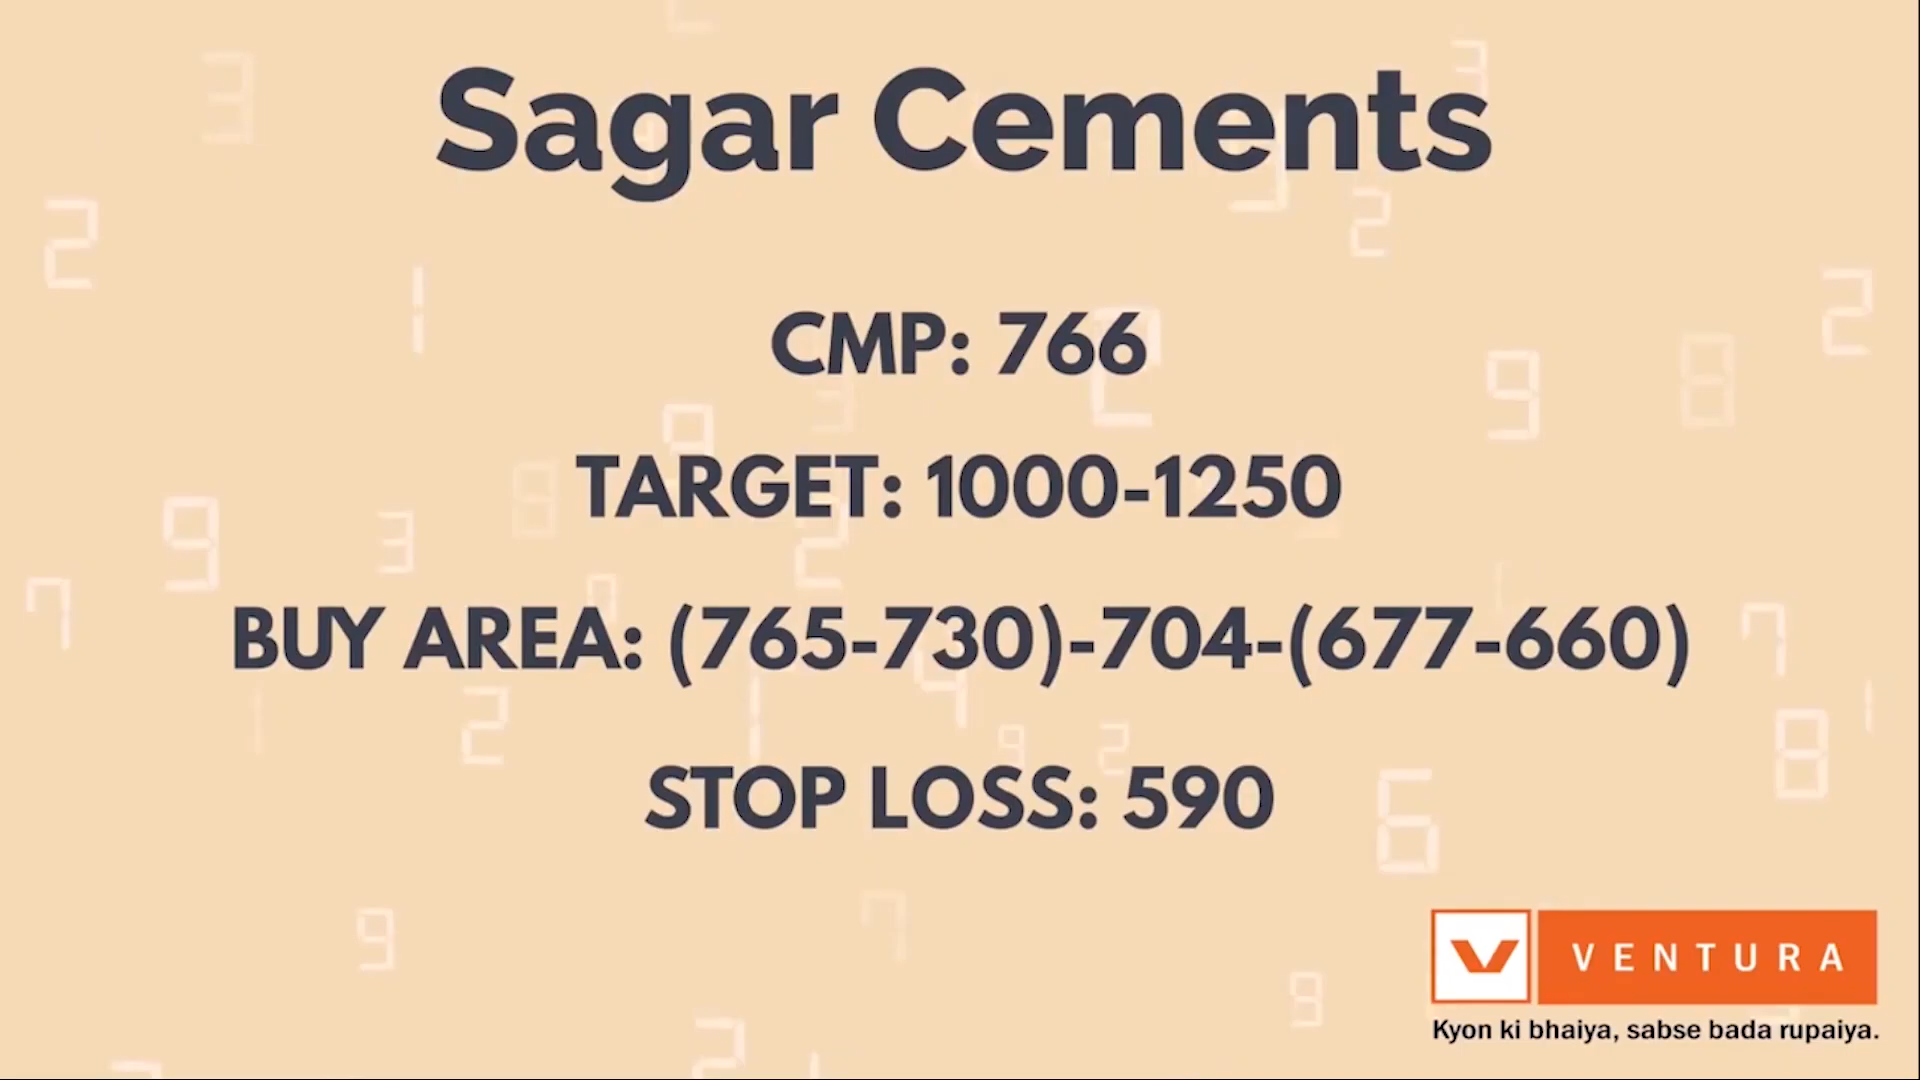 Sagar Cements
CMP: 766
TARGET: 1000-1250
BUY AREA: (765-730)-704-(677-660)
STOP LOSS: 590
VENTURA
Kyon ki bhaiya, sabse bada rupaiya.